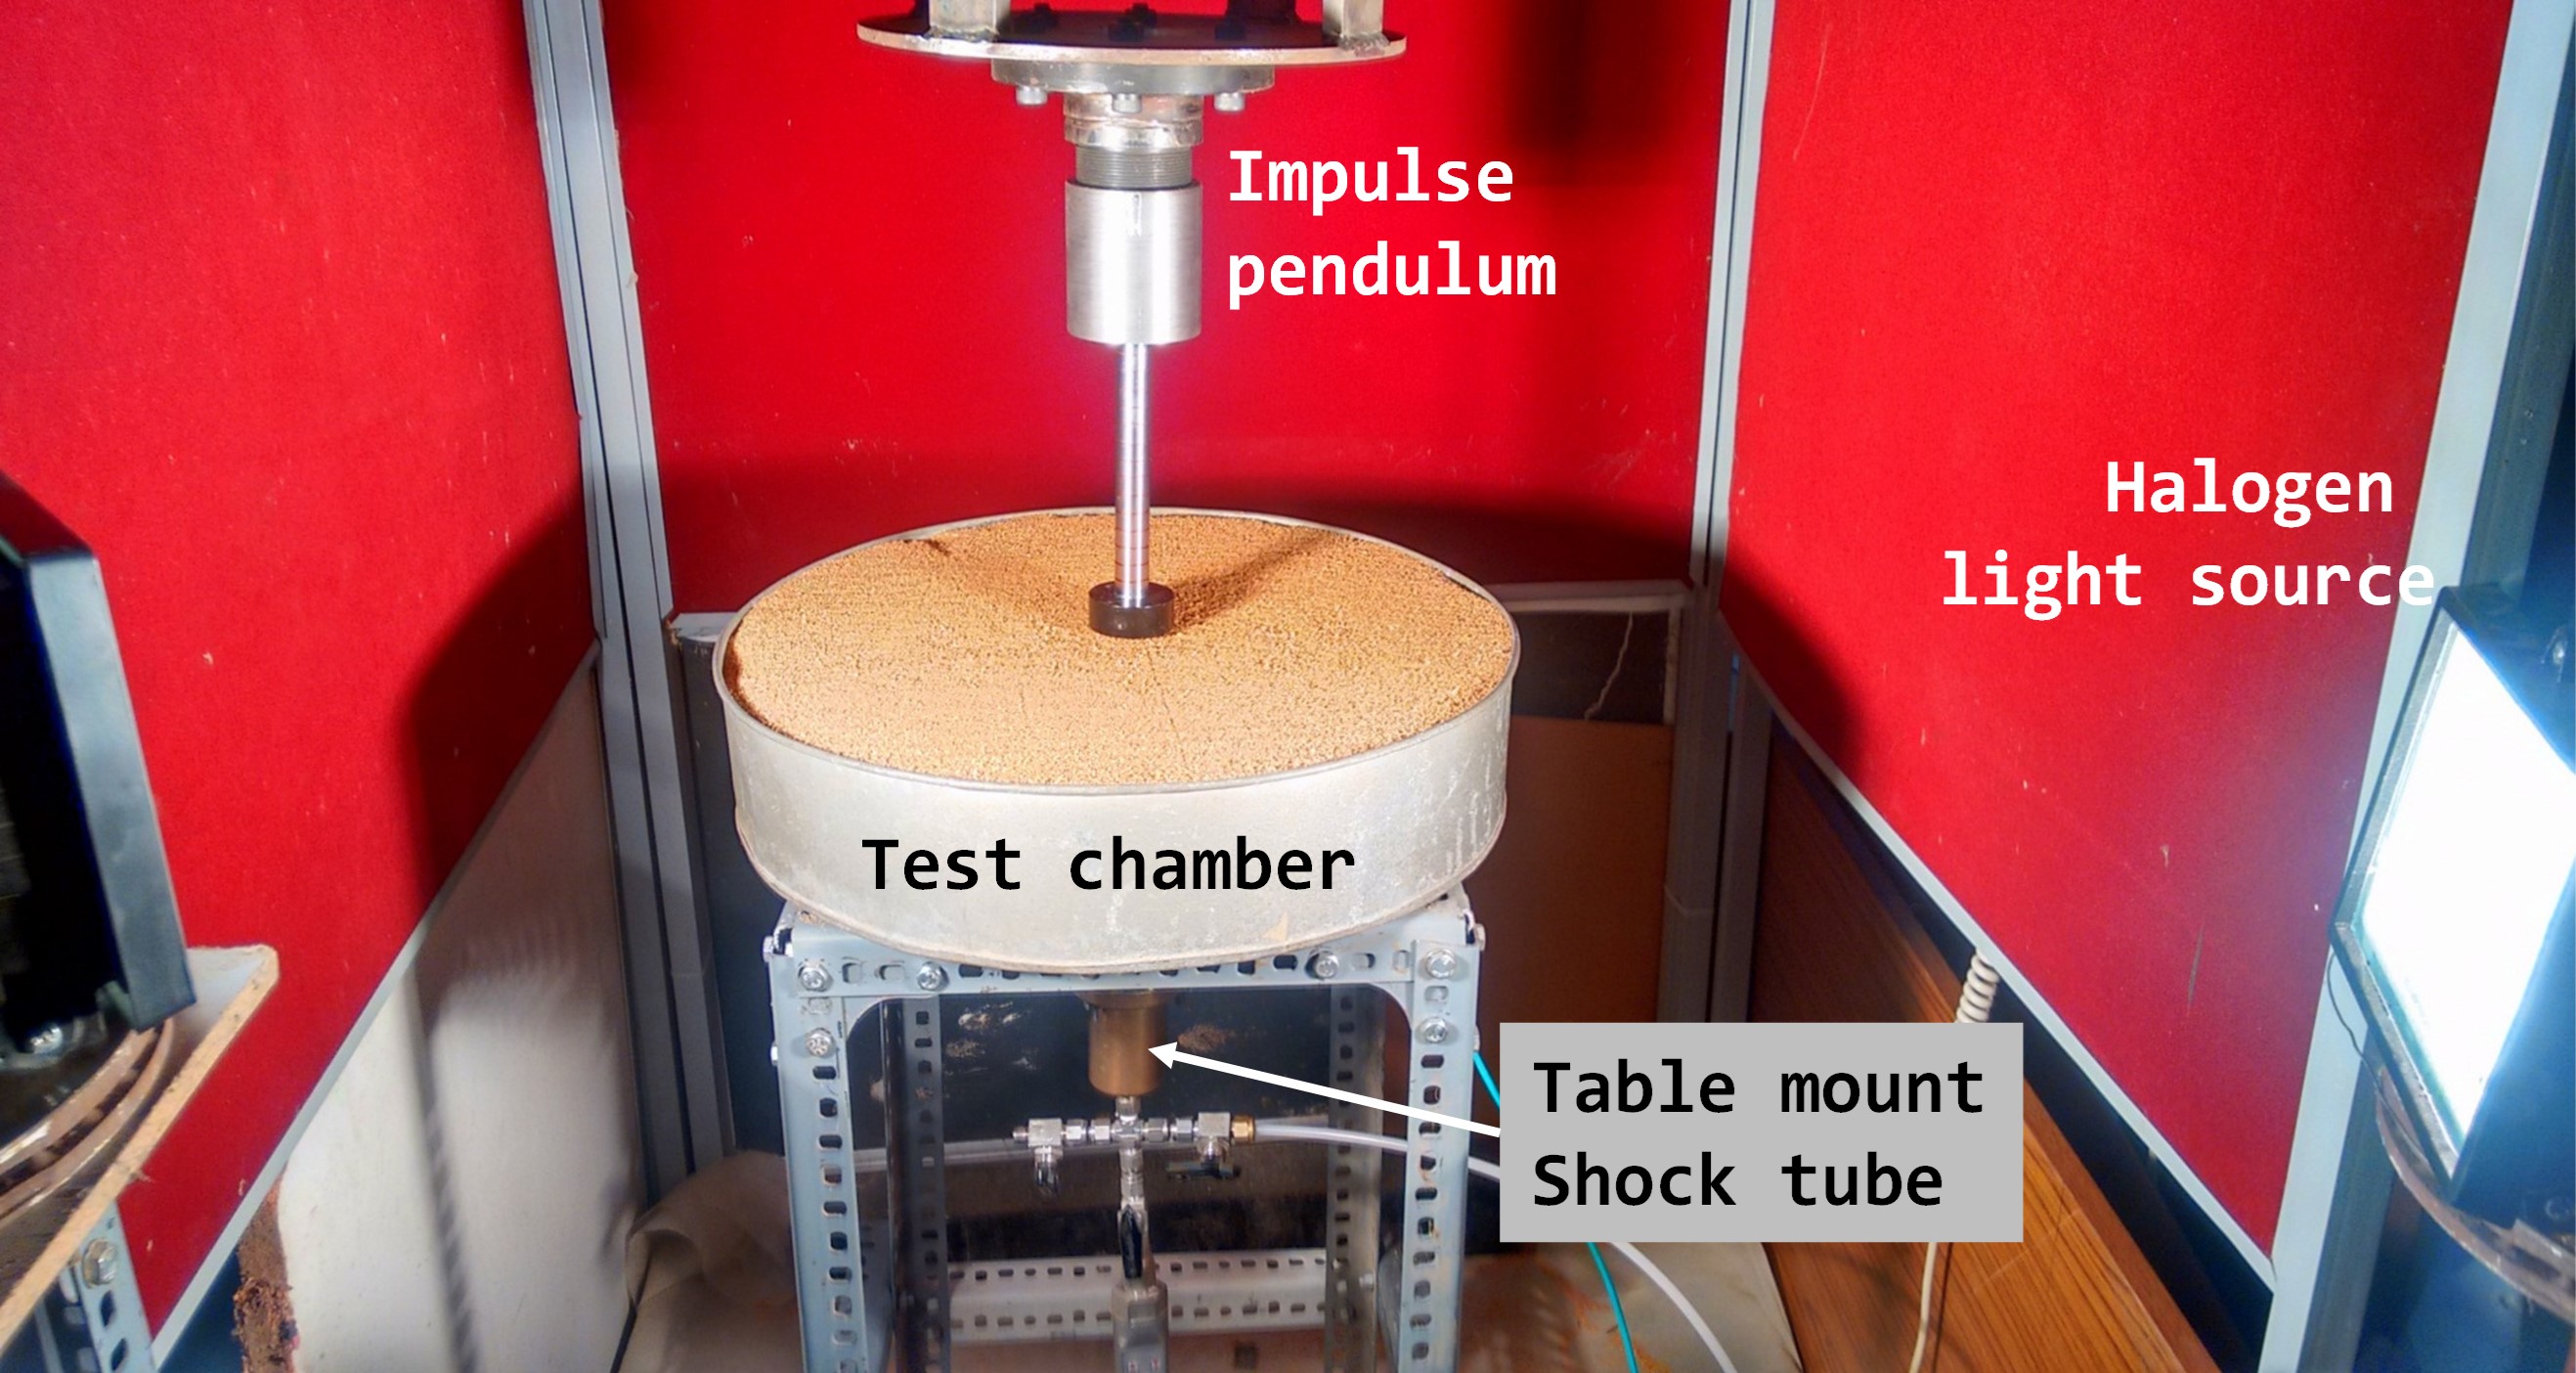 Impulse
pendulum
Halogen
light source
Test chamber
Table mount
Shock tube